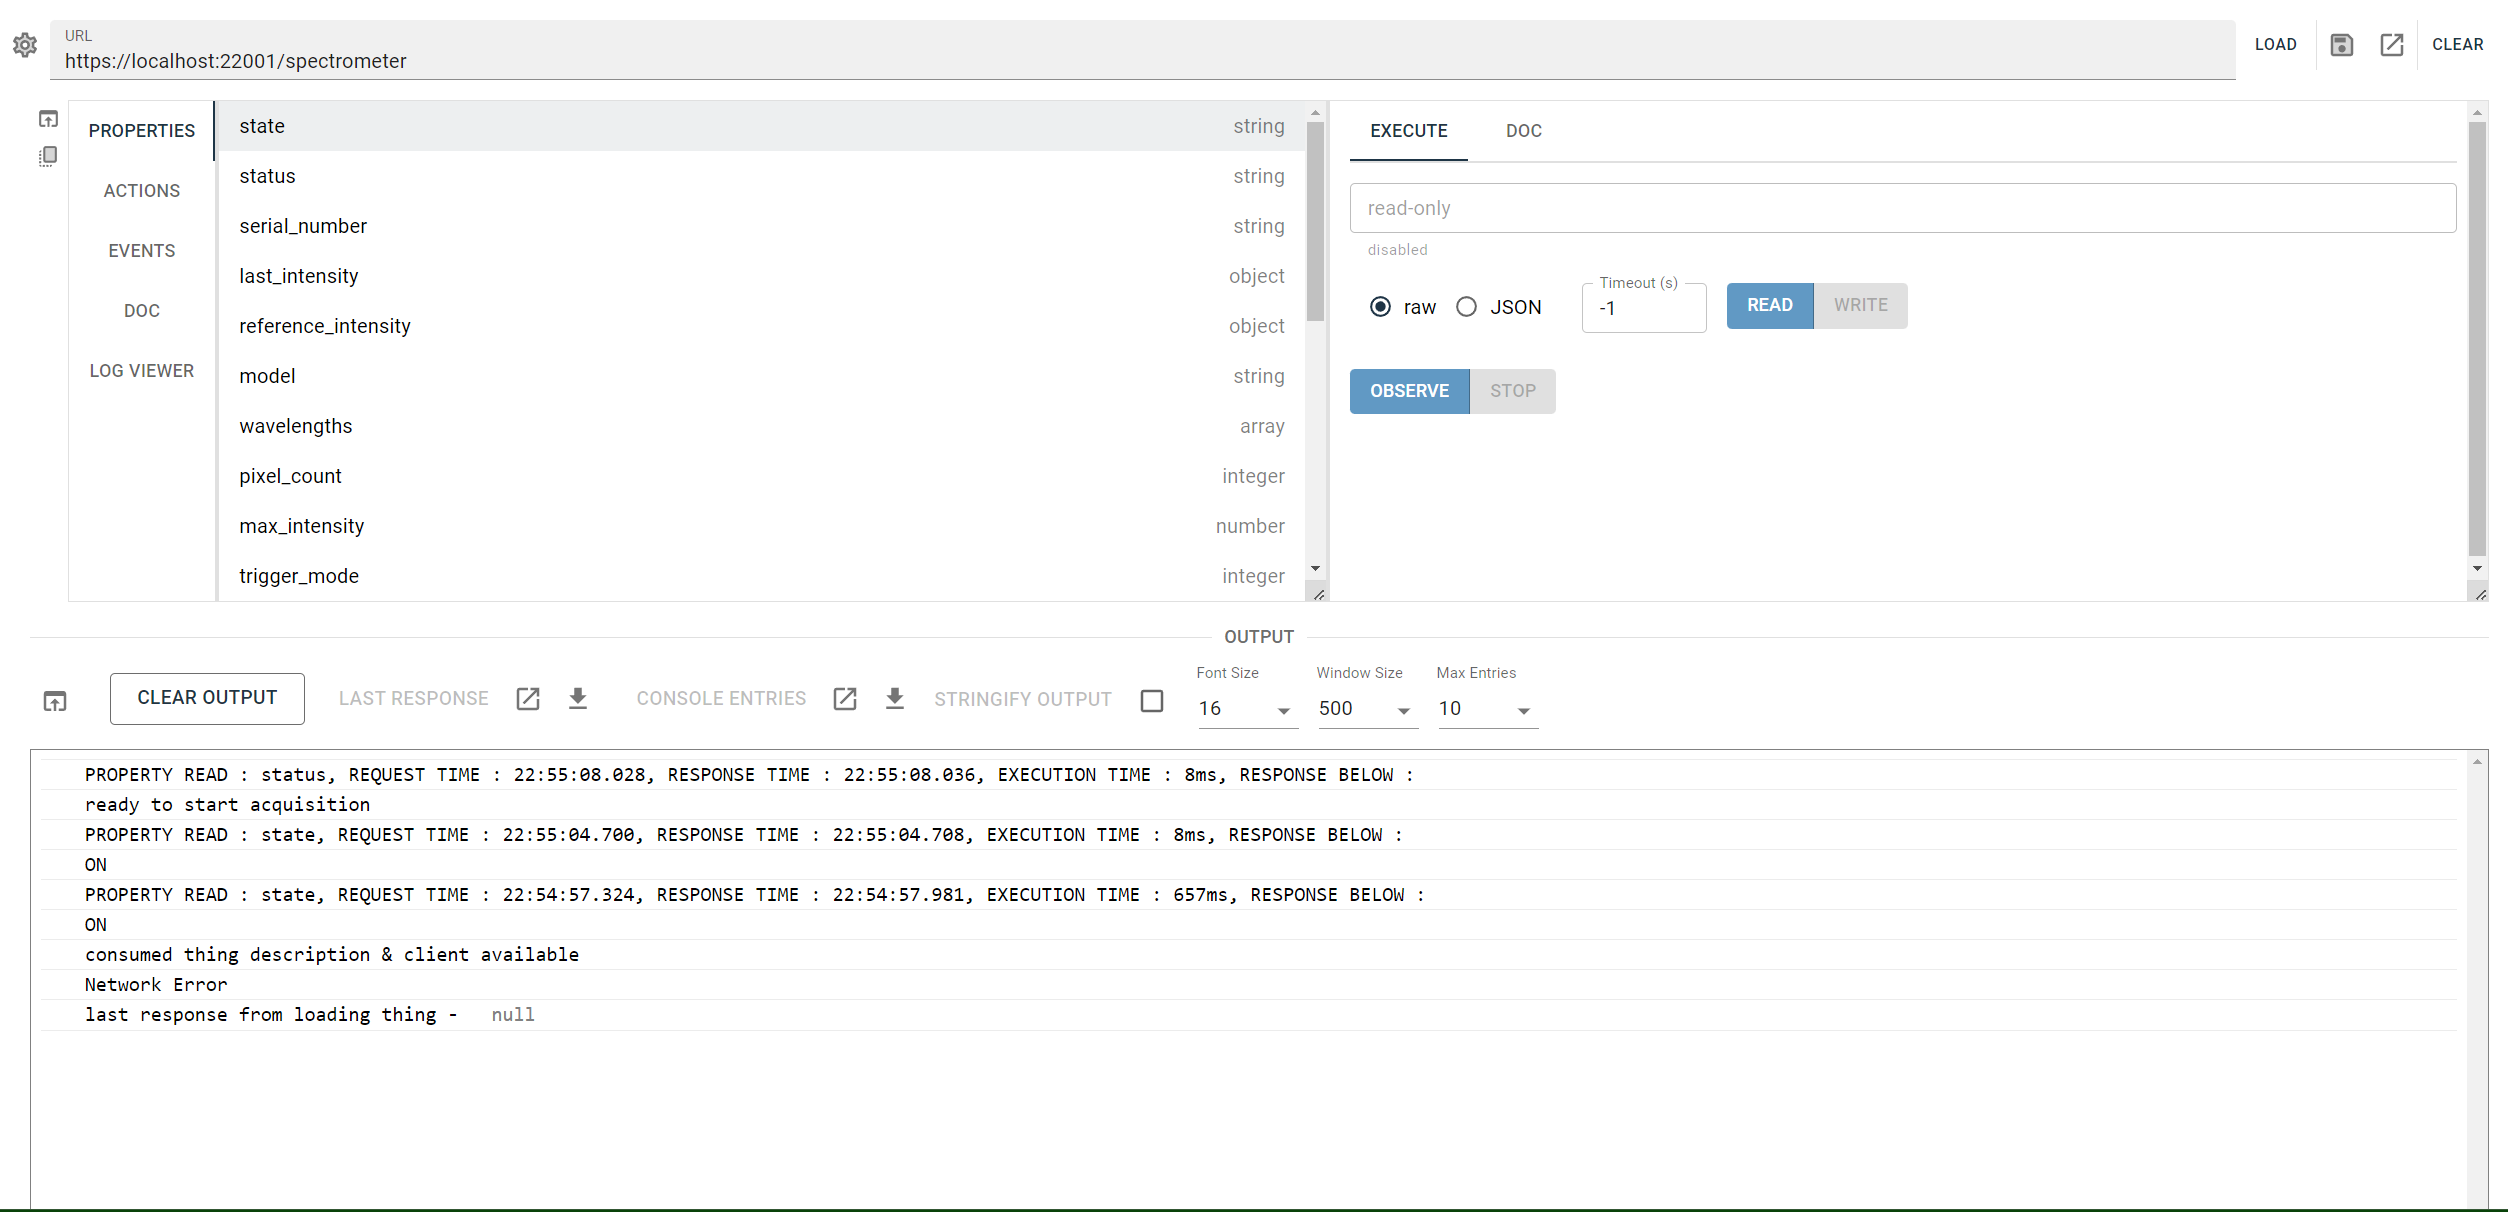 URL
https://localhost:22001/spectrometer
LOAD
CLEAR
PROPERTIES
ACTIONS
EVENTS
DOC
LOG VIEWER
state string
status string
serial_number string
last_intensity object
reference_intensity object
model string
wavelengths array
pixel_count integer
max_intensity number
trigger_mode integer
EXECUTE DOC
read-only
disabled
raw JSON
Timeout (s)
-1
READ WRITE
OBSERVE STOP
OUTPUT
CLEAR OUTPUT
LAST RESPONSE
CONSOLE ENTRIES
STRINGIFY OUTPUT
Font Size
16
Window Size
500
Max Entries
10
PROPERTY READ : status, REQUEST TIME : 22:55:08.028, RESPONSE TIME : 22:55:08.036, EXECUTION TIME : 8ms, RESPONSE BELOW :
ready to start acquisition
PROPERTY READ : state, REQUEST TIME : 22:55:04.700, RESPONSE TIME : 22:55:04.708, EXECUTION TIME : 8ms, RESPONSE BELOW :
ON
PROPERTY READ : state, REQUEST TIME : 22:54:57.324, RESPONSE TIME : 22:54:57.981, EXECUTION TIME : 657ms, RESPONSE BELOW :
ON
consumed thing description & client available
Network Error
last response from loading thing - null